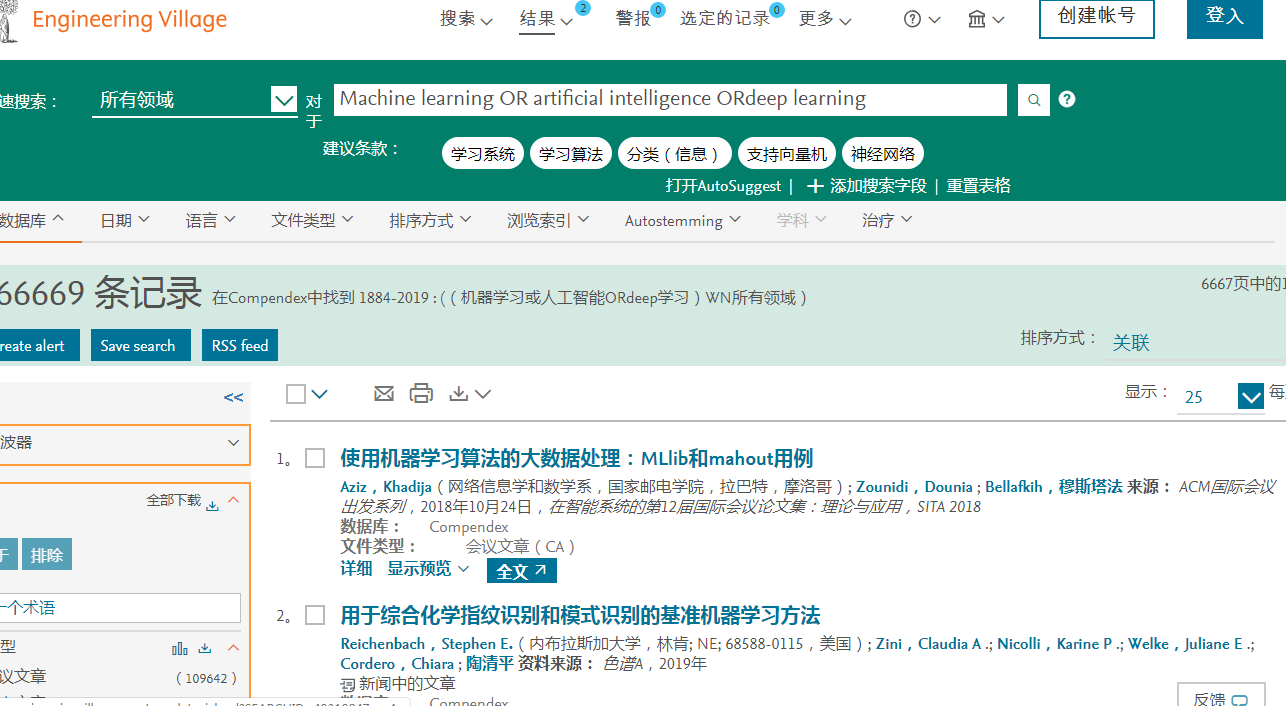 Engineering Village
搜索 结果 2 警报 0 选定的记录 0 更多 创建帐号 登入
速搜索： 所有领域 对于 Machine learning OR artificial intelligence ORdeep learning
建议条款： 学习系统 学习算法 分类（信息） 支持向量机 神经网络
打开AutoSuggest | 添加搜索字段 | 重置表格
数据库 日期 语言 文件类型 排序方式 浏览索引 Autostemming 学科 治疗
66669 条记录 在Compendex中找到 1884-2019 : (（机器学习或人工智能ORdeep学习）WN所有领域）
6667页中的1
reate alert Save search RSS feed
排序方式： 关联
<<
显示： 25 每
波器
1。 使用机器学习算法的大数据处理：MLlib和mahout用例
Aziz，Khadija（网络信息学和数学系，国家邮电学院，拉巴特，摩洛哥）; Zounidi，Dounia ; Bellafkih，穆斯塔法 来源： ACM国际会议
出发系列，2018年10月24日，在智能系统的第12届国际会议论文集：理论与应用，SITA 2018
数据库： Compendex
文件类型： 会议文章（CA）
详细 显示预览 全文
全部下载
排除
一个术语
型
议文章 （109642）
2。 用于综合化学指纹识别和模式识别的基准机器学习方法
Reichenbach，Stephen E.（内布拉斯加大学，林肯; NE; 68588-0115，美国）; Zini，Claudia A .; Nicolli，Karine P .; Welke，Juliane E .;
Cordero，Chiara ; 陶清平 资料来源： 色谱A，2019年
新闻中的文章
Compendex
反馈